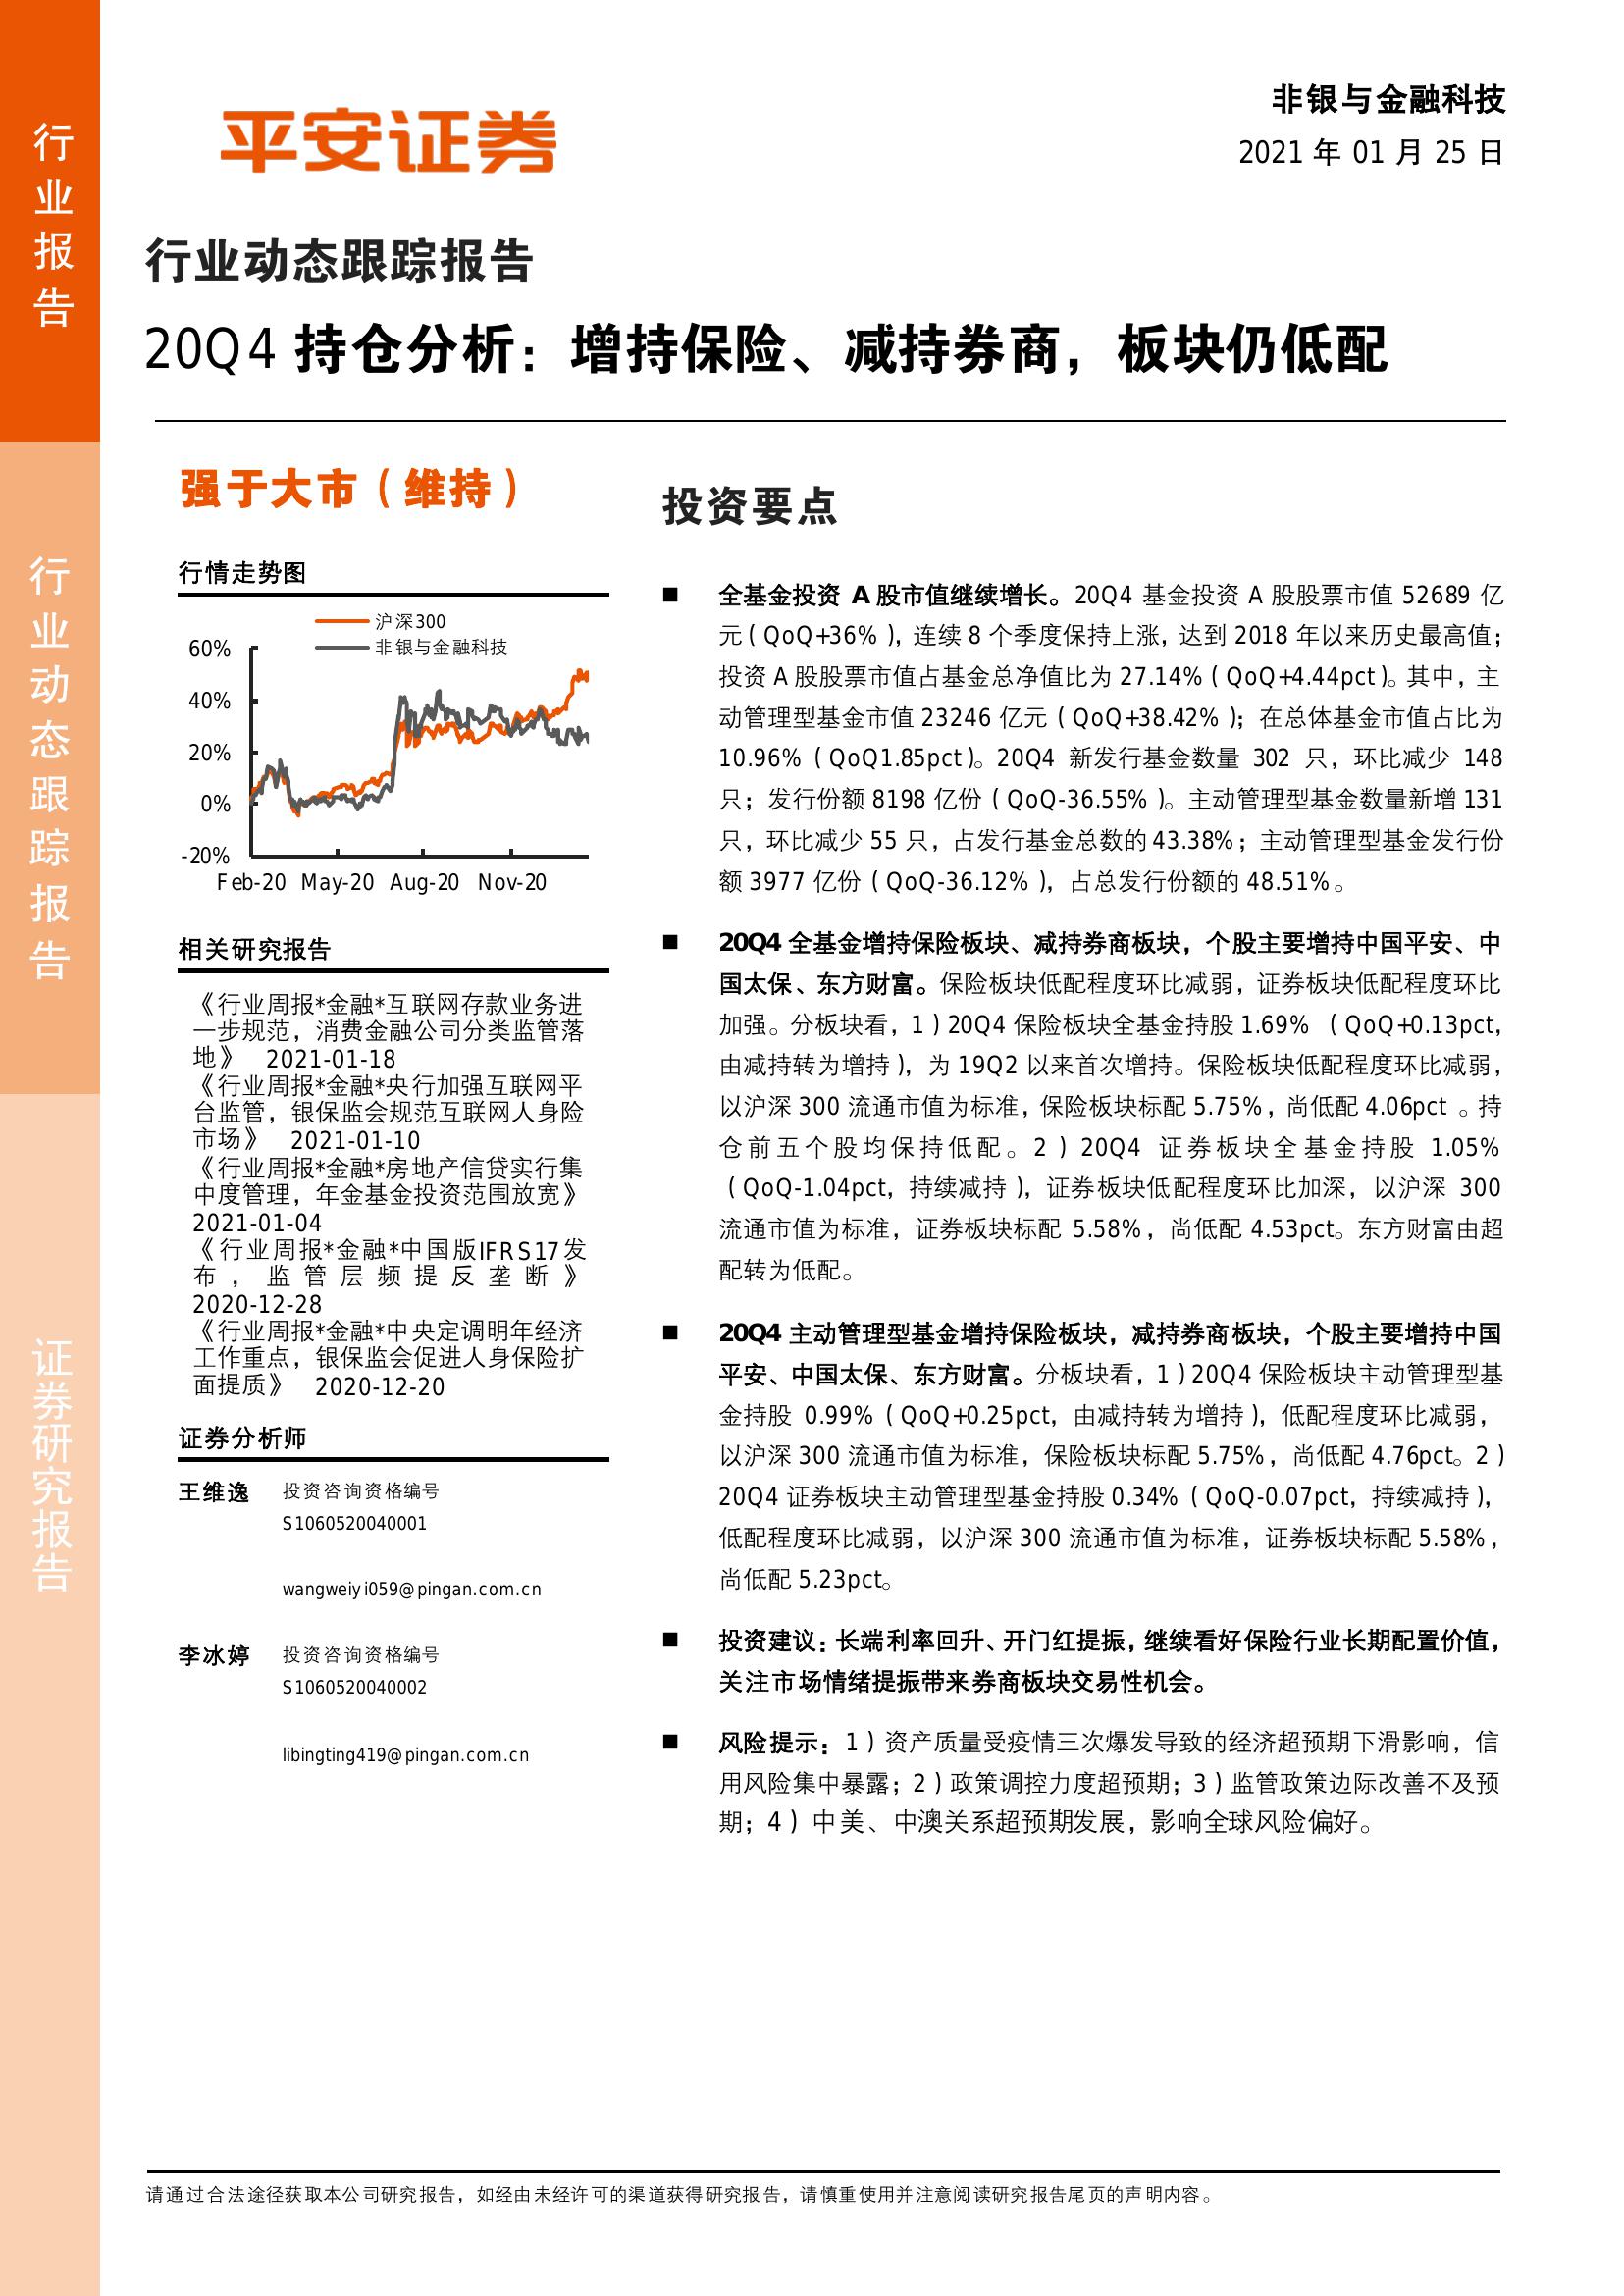 行业报告
行业动态跟踪报告
证券研究报告
平安证券
非银与金融科技
2021 年 01 月 25 日
行业动态跟踪报告
20Q4 持仓分析：增持保险、减持券商，板块仍低配
强于大市（维持）
行情走势图
沪深300
非银与金融科技
60%
40%
20%
0%
-20%
Feb-20 May-20 Aug-20 Nov-20
相关研究报告
《行业周报*金融*互联网存款业务进
一步规范，消费金融公司分类监管落
地》 2021-01-18
《行业周报*金融*央行加强互联网平
台监管，银保监会规范互联网人身险
市场》 2021-01-10
《行业周报*金融*房地产信贷实行集
中度管理，年金基金投资范围放宽》
2021-01-04
《行业周报*金融*中国版IFRS17发
布，监管层频提反垄断》
2020-12-28
《行业周报*金融*中央定调明年经济
工作重点，银保监会促进人身保险扩
面提质》 2020-12-20
证券分析师
王维逸 投资咨询资格编号
S1060520040001
wangweiyi059@pingan.com.cn
李冰婷 投资咨询资格编号
S1060520040002
libingting419@pingan.com.cn
投资要点
■ 全基金投资 A 股市值继续增长。20Q4 基金投资 A 股股票市值 52689 亿
元（QoQ+36%），连续 8 个季度保持上涨，达到 2018 年以来历史最高值；
投资 A 股股票市值占基金总净值比为 27.14%（QoQ+4.44pct）。其中，主
动管理型基金市值 23246 亿元（QoQ+38.42%）；在总体基金市值占比为
10.96%（QoQ1.85pct）。20Q4 新发行基金数量 302 只，环比减少 148
只；发行份额 8198 亿份（QoQ-36.55%）。主动管理型基金数量新增 131
只，环比减少 55 只，占发行基金总数的 43.38%；主动管理型基金发行份
额 3977 亿份（QoQ-36.12%），占总发行份额的 48.51%。
■ 20Q4 全基金增持保险板块、减持券商板块，个股主要增持中国平安、中
国太保、东方财富。保险板块低配程度环比减弱，证券板块低配程度环比
加强。分板块看，1）20Q4 保险板块全基金持股 1.69% （QoQ+0.13pct，
由减持转为增持），为 19Q2 以来首次增持。保险板块低配程度环比减弱，
以沪深 300 流通市值为标准，保险板块标配 5.75%，尚低配 4.06pct 。持
仓前五个股均保持低配。2）20Q4 证券板块全基金持股 1.05%
（QoQ-1.04pct，持续减持），证券板块低配程度环比加深，以沪深 300
流通市值为标准，证券板块标配 5.58%，尚低配 4.53pct。东方财富由超
配转为低配。
■ 20Q4 主动管理型基金增持保险板块，减持券商板块，个股主要增持中国
平安、中国太保、东方财富。分板块看，1）20Q4 保险板块主动管理型基
金持股 0.99%（QoQ+0.25pct，由减持转为增持），低配程度环比减弱，
以沪深 300 流通市值为标准，保险板块标配 5.75%，尚低配 4.76pct。2）
20Q4 证券板块主动管理型基金持股 0.34%（QoQ-0.07pct，持续减持），
低配程度环比减弱，以沪深 300 流通市值为标准，证券板块标配 5.58%，
尚低配 5.23pct。
■ 投资建议：长端利率回升、开门红提振，继续看好保险行业长期配置价值，
关注市场情绪提振带来券商板块交易性机会。
■ 风险提示：1）资产质量受疫情三次爆发导致的经济超预期下滑影响，信
用风险集中暴露；2）政策调控力度超预期；3）监管政策边际改善不及预
期；4）中美、中澳关系超预期发展，影响全球风险偏好。
请通过合法途径获取本公司研究报告，如经由未经许可的渠道获得研究报告，请慎重使用并注意阅读研究报告尾页的声明内容。